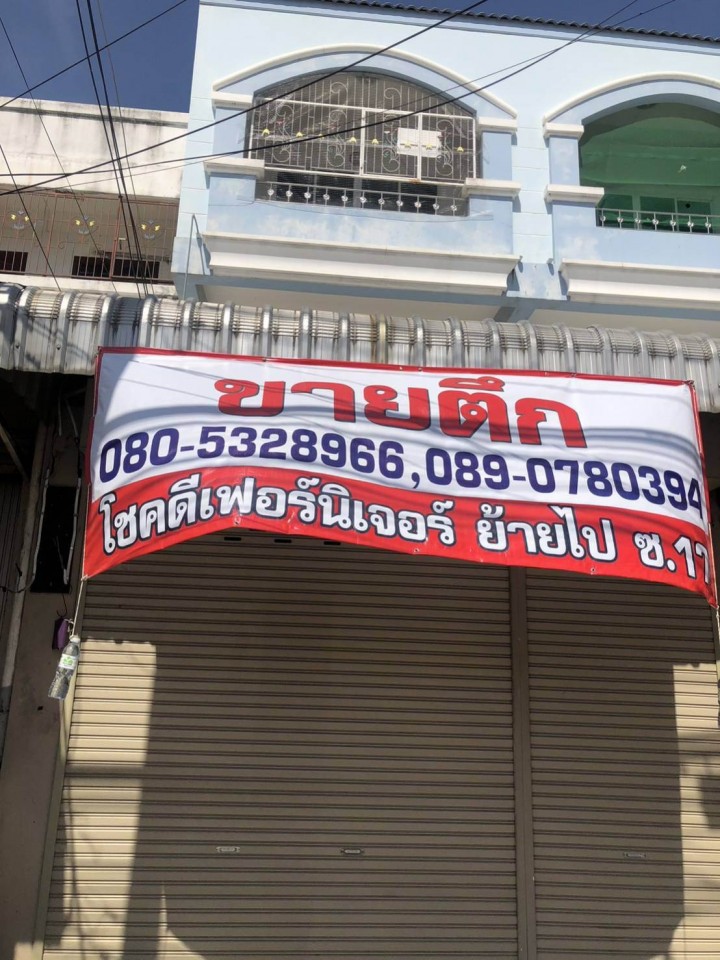 ขายตึก
080-5328966,089-0780394
โชคดีเฟอร์นิเจอร์ ย้ายไป ซ.17